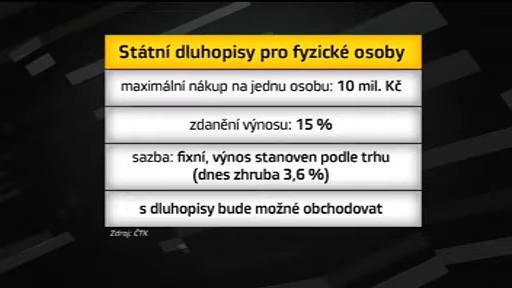 Státní dluhopisy pro fyzické osoby
maximální nákup na jednu osobu: 10 mil. Kč
zdanění výnosu: 15 %
sazba: fixní, výnos stanoven podle trhu
(dnes zhruba 3,6 %)
s dluhopisy bude možné obchodovat
Zdroj: ČTK